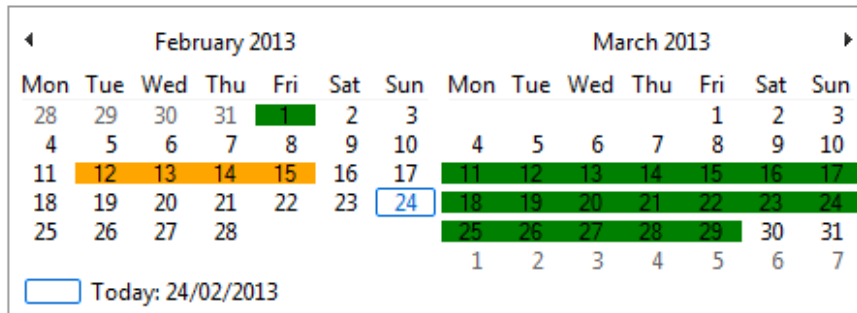 February 2013 March 2013
Mon Tue Wed Thu Fri Sat Sun Mon Tue Wed Thu Fri Sat Sun
28 29 30 31 1 2 3 1 2 3
4 5 6 7 8 9 10 4 5 6 7 8 9 10
11 12 13 14 15 16 17 11 12 13 14 15 16 17
18 19 20 21 22 23 24 18 19 20 21 22 23 24
25 26 27 28 25 26 27 28 29 30 31
1 2 3 4 5 6 7
Today: 24/02/2013